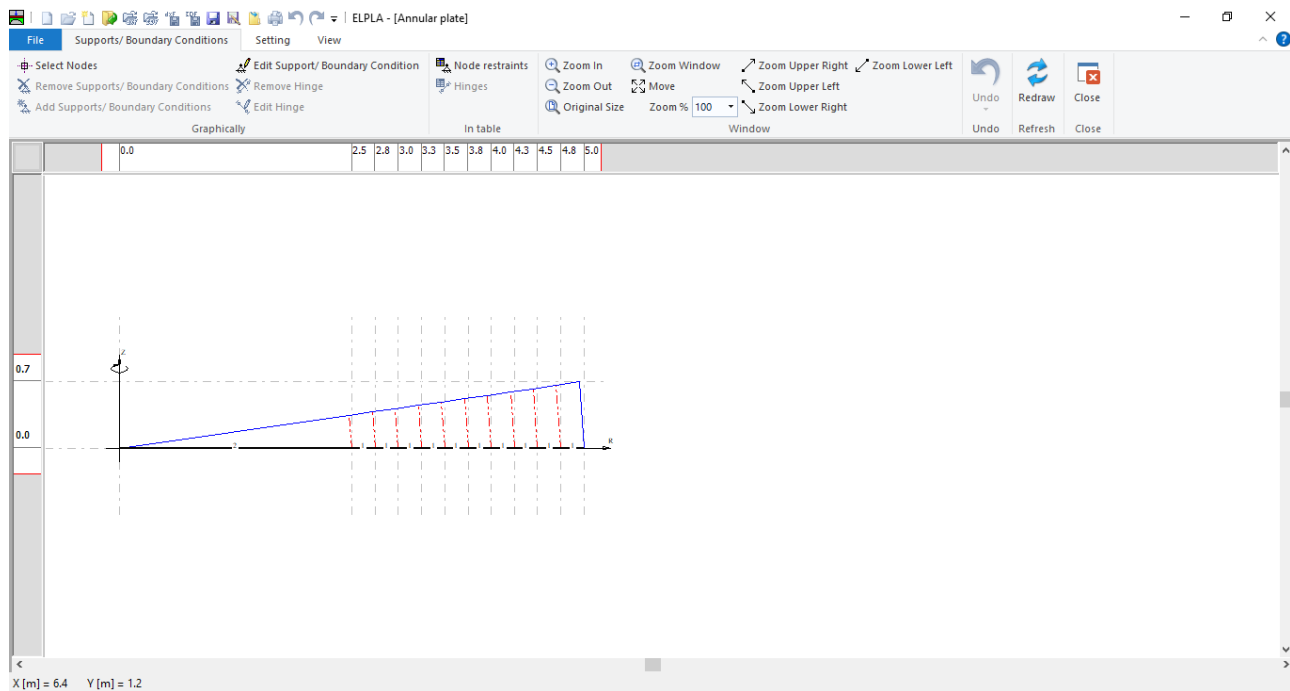 ELPLA - [Annular plate]
File Supports/ Boundary Conditions Setting View
Select Nodes Edit Support/ Boundary Condition Node restraints Zoom In Zoom Window Zoom Upper Right Zoom Lower Left
Remove Supports/ Boundary Conditions Remove Hinge Hinges Zoom Out Move Zoom Upper Left Undo Redraw Close
Add Supports/ Boundary Conditions Edit Hinge Original Size Zoom % 100 Zoom Lower Right
Graphically In table Window Undo Refresh Close
0.0 2.5 2.8 3.0 3.3 3.5 3.8 4.0 4.3 4.5 4.8 5.0
Z
0.7
0.0
R
X [m] = 6.4 Y [m] = 1.2